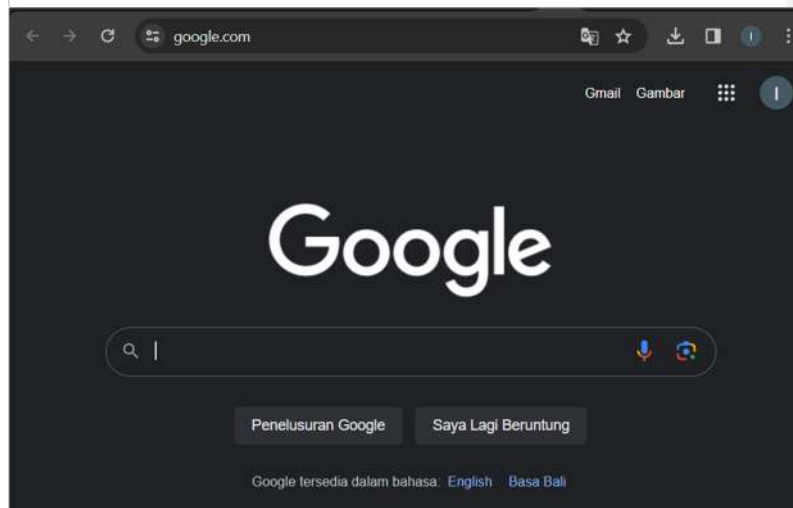 google.com
I
Gmail Gambar
I
Google
Penelusuran Google Saya Lagi Beruntung
Google tersedia dalam bahasa: English Basa Bali